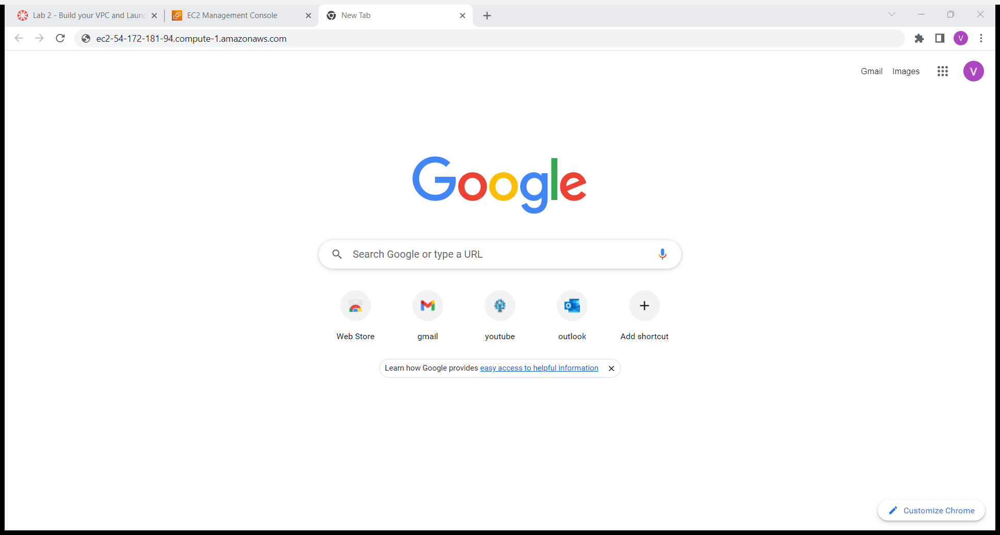 Lab 2 - Build your VPC and Laun
EC2 Management Console
New Tab
ec2-54-172-181-94.compute-1.amazonaws.com
V
Gmail
Images
V
Google
Search Google or type a URL
Web Store
gmail
youtube
outlook
Add shortcut
Learn how Google provides easy access to helpful information
Customize Chrome